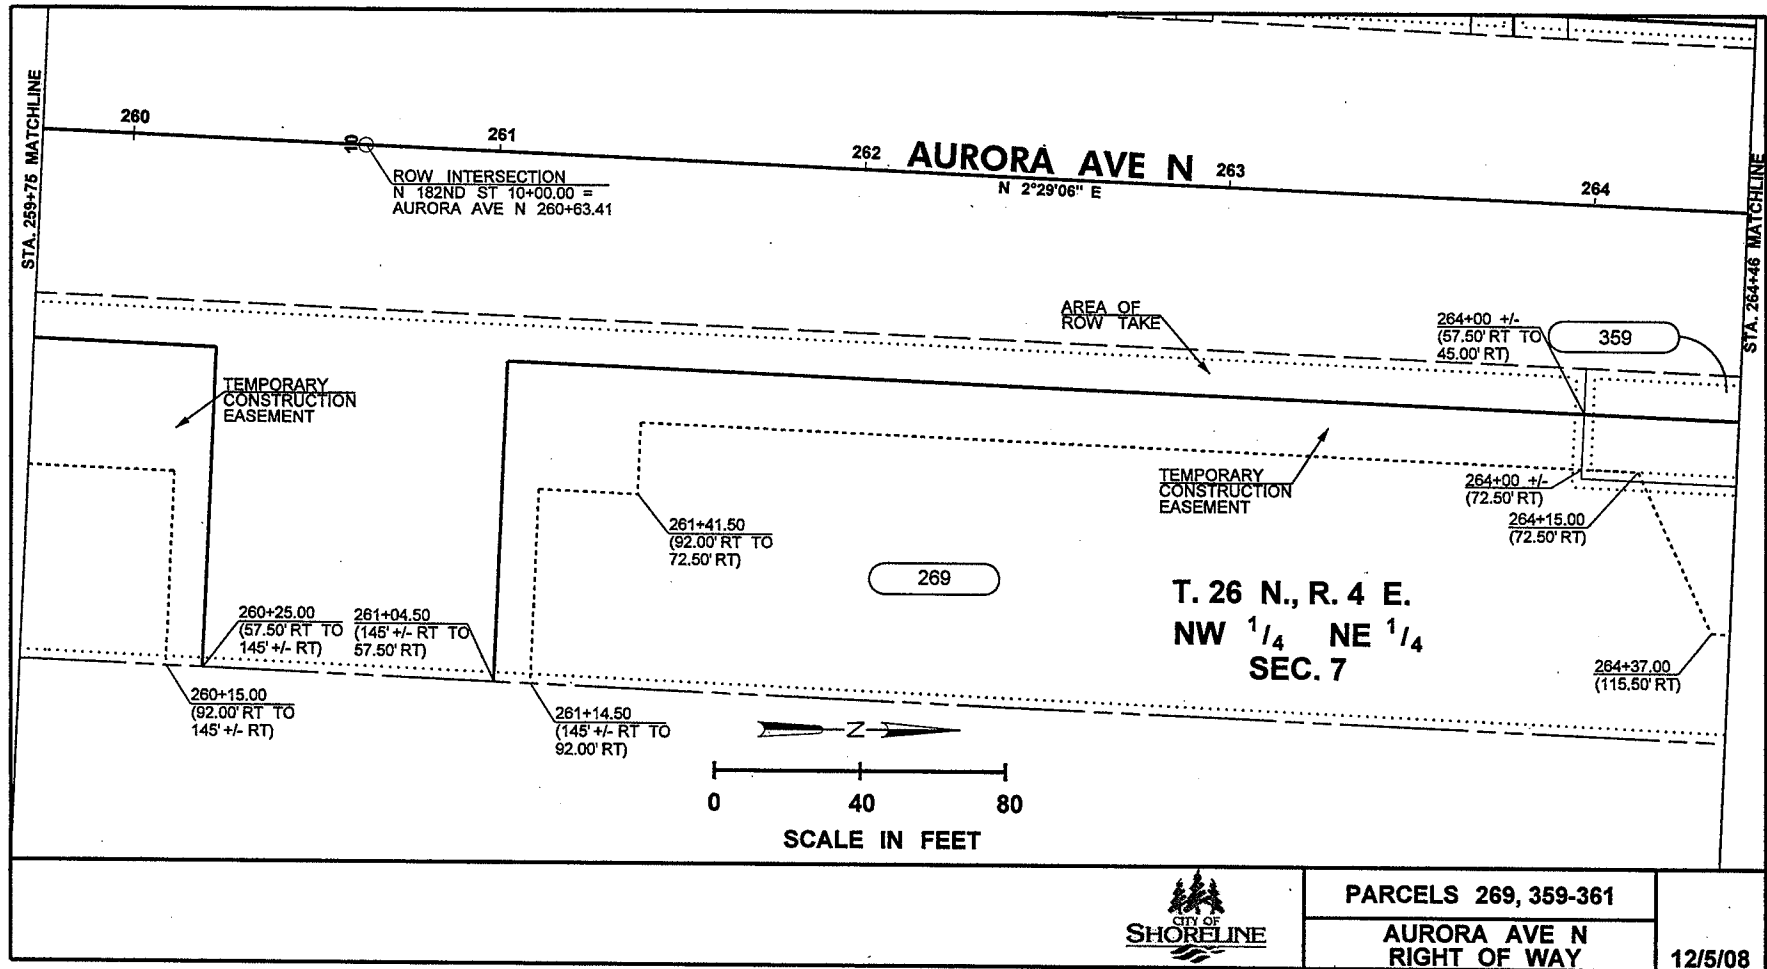 STA. 259+75 MATCHLINE
260
10
261
262
AURORA AVE N
263
264
N 2°29'06" E
STA. 264+46 MATCHLINE
ROW INTERSECTION
N 182ND ST 10+00.00 =
AURORA AVE N 260+63.41
AREA OF
ROW TAKE
264+00 +/-
(57.50' RT TO
45.00' RT)
359
TEMPORARY
CONSTRUCTION
EASEMENT
TEMPORARY
CONSTRUCTION
EASEMENT
264+00 +/-
(72.50' RT)
264+15.00
(72.50' RT)
261+41.50
(92.00' RT TO
72.50' RT)
269
T. 26 N., R. 4 E.
NW 1/4 NE 1/4
SEC. 7
260+25.00
(57.50' RT TO
145' +/- RT)
261+04.50
(145' +/- RT TO
57.50' RT)
264+37.00
(115.50' RT)
260+15.00
(92.00' RT TO
145' +/- RT)
261+14.50
(145' +/- RT TO
92.00' RT)
N
0 40 80
SCALE IN FEET
CITY OF
SHORELINE
PARCELS 269, 359-361
AURORA AVE N
RIGHT OF WAY
12/5/08